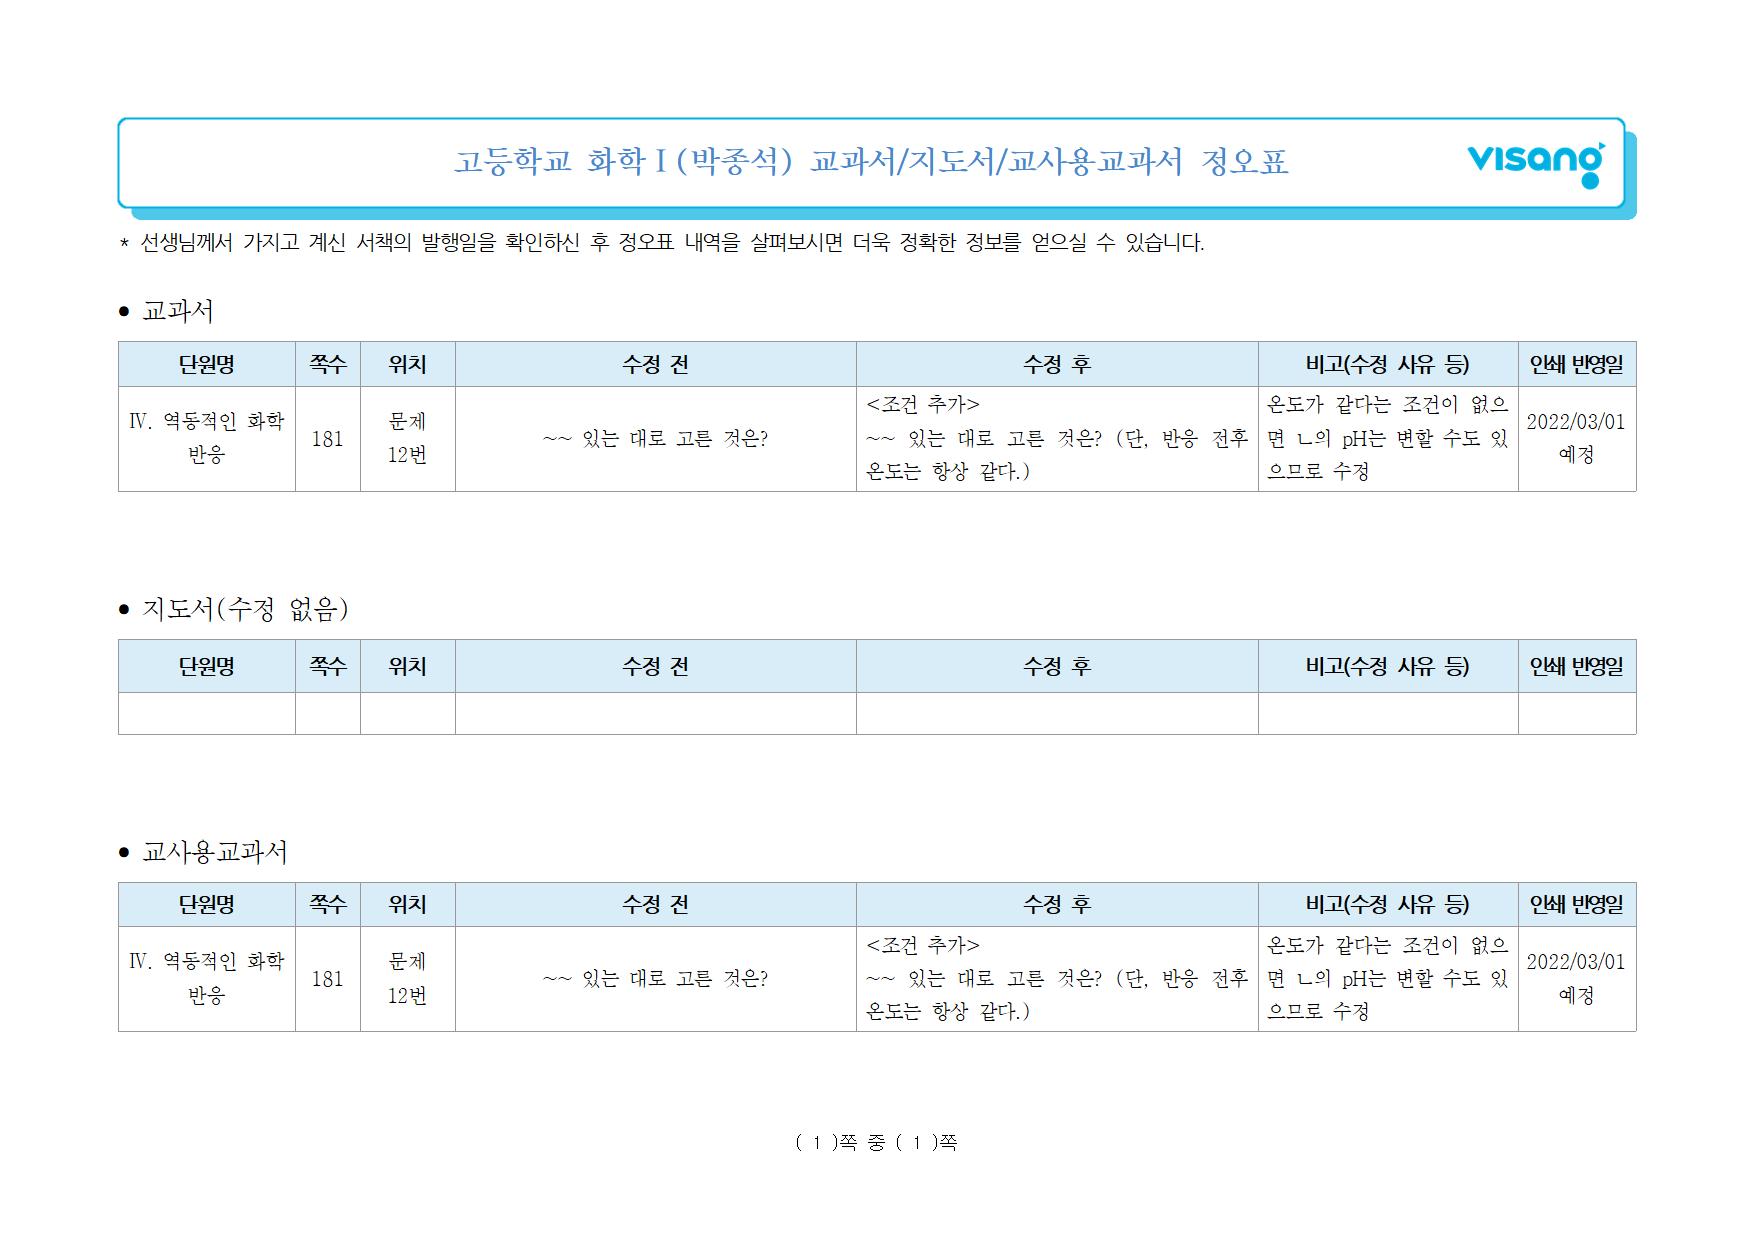 고등학교 화학Ⅰ(박종석) 교과서/지도서/교사용교과서 정오표
visang
* 선생님께서 가지고 계신 서책의 발행일을 확인하신 후 정오표 내역을 살펴보시면 더욱 정확한 정보를 얻으실 수 있습니다.
• 교과서
단원명 쪽수 위치 수정 전 수정 후 비고(수정 사유 등) 인쇄 반영일
Ⅳ. 역동적인 화학
반응
181
문제
12번
~~ 있는 대로 고른 것은?
<조건 추가>
~~ 있는 대로 고른 것은? (단, 반응 전후
온도는 항상 같다.)
온도가 같다는 조건이 없으
면 ㄴ의 pH는 변할 수도 있
으므로 수정
2022/03/01
예정
• 지도서(수정 없음)
단원명 쪽수 위치 수정 전 수정 후 비고(수정 사유 등) 인쇄 반영일
• 교사용교과서
단원명 쪽수 위치 수정 전 수정 후 비고(수정 사유 등) 인쇄 반영일
Ⅳ. 역동적인 화학
반응
181
문제
12번
~~ 있는 대로 고른 것은?
<조건 추가>
~~ 있는 대로 고른 것은? (단, 반응 전후
온도는 항상 같다.)
온도가 같다는 조건이 없으
면 ㄴ의 pH는 변할 수도 있
으므로 수정
2022/03/01
예정
( 1 )쪽 중 ( 1 )쪽